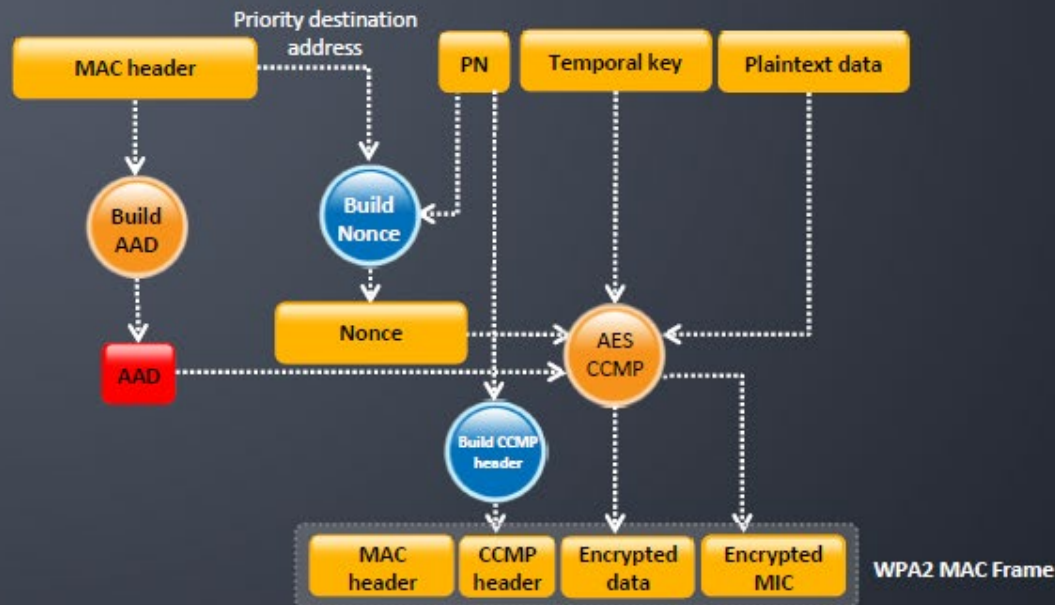 Priority destination
address
MAC header
PN
Temporal key
Plaintext data
Build
AAD
Build
Nonce
Nonce
AES
CCMP
AAD
Build CCMP
header
MAC
header
CCMP
header
Encrypted
data
Encrypted
MIC
WPA2 MAC Frame